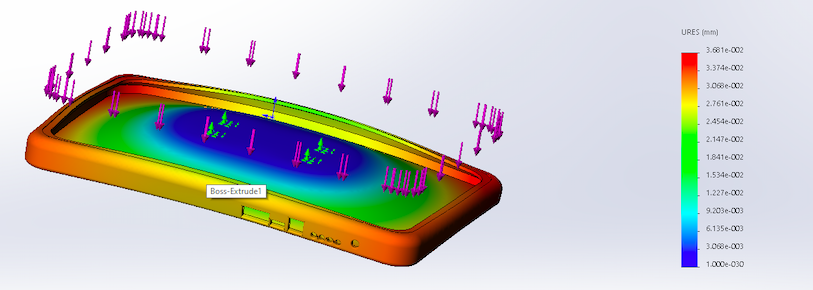 URES (mm)
3.681e-002
3.374e-002
3.068e-002
2.761e-002
2.454e-002
2.147e-002
1.841e-002
1.534e-002
1.227e-002
9.203e-003
6.135e-003
3.068e-003
1.000e-030
Boss-Extrude1